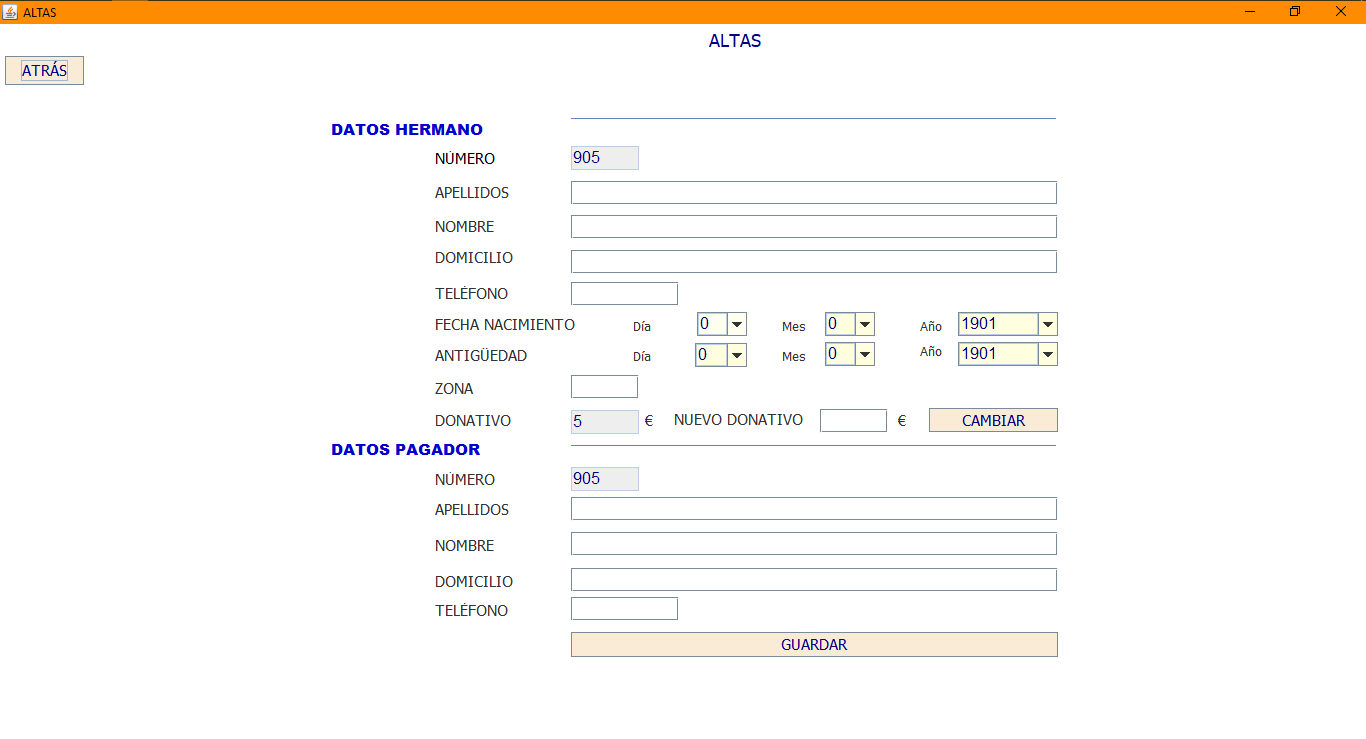 ALTAS
ALTAS
ATRÁS
DATOS HERMANO
NÚMERO 905
APELLIDOS
NOMBRE
DOMICILIO
TELÉFONO
FECHA NACIMIENTO Día 0 Mes 0 Año 1901
ANTIGÜEDAD Día 0 Mes 0 Año 1901
ZONA
DONATIVO 5 € NUEVO DONATIVO € CAMBIAR
DATOS PAGADOR
NÚMERO 905
APELLIDOS
NOMBRE
DOMICILIO
TELÉFONO
GUARDAR